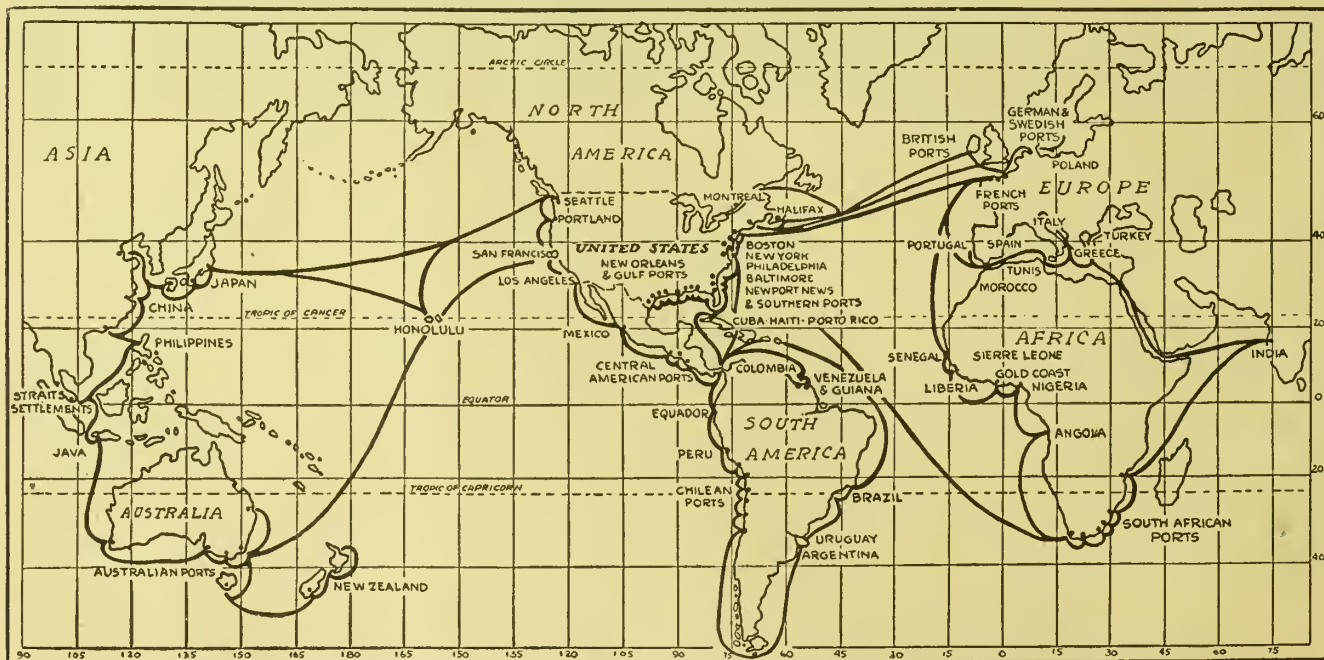 ARCTIC CIRCLE
NORTH
AMERICA
ASIA
GERMAN &
SWEDISH
PORTS
BRITISH
PORTS
POLAND
EUROPE
FRENCH
PORTS
MONTREAL
HALIFAX
SEATTLE
PORTLAND
SAN FRANCISCO
LOS ANGELES
UNITED STATES
NEW ORLEANS
& GULF PORTS
BOSTON
NEW YORK
PHILADELPHIA
BALTIMORE
NEWPORT NEWS
& SOUTHERN PORTS
PORTUGAL
SPAIN
ITALY
TURKEY
GREECE
TUNIS
MOROCCO
JAPAN
CHINA
TROPIC OF CANCER
HONOLULU
MEXICO
CUBA-HAITI-PORTO RICO
AFRICA
PHILIPPINES
CENTRAL
AMERICAN PORTS
COLOMBIA
VENEZUELA
& GUIANA
SENEGAL
SIERRE LEONE
GOLD COAST
LIBERIA
NIGERIA
INDIA
STRAITS
SETTLEMENTS
EQUATOR
EQUADOR
SOUTH
AMERICA
JAVA
PERU
ANGOLA
TROPIC OF CAPRICORN
CHILEAN
PORTS
BRAZIL
AUSTRALIA
URUGUAY
ARGENTINA
SOUTH AFRICAN
PORTS
AUSTRALIAN PORTS
NEW ZEALAND
60
40
20
0
20
40
90 120 135 150 165 180 165 150 135 120 105 90 75 60 45 30 15 0 15 30 45 60 75